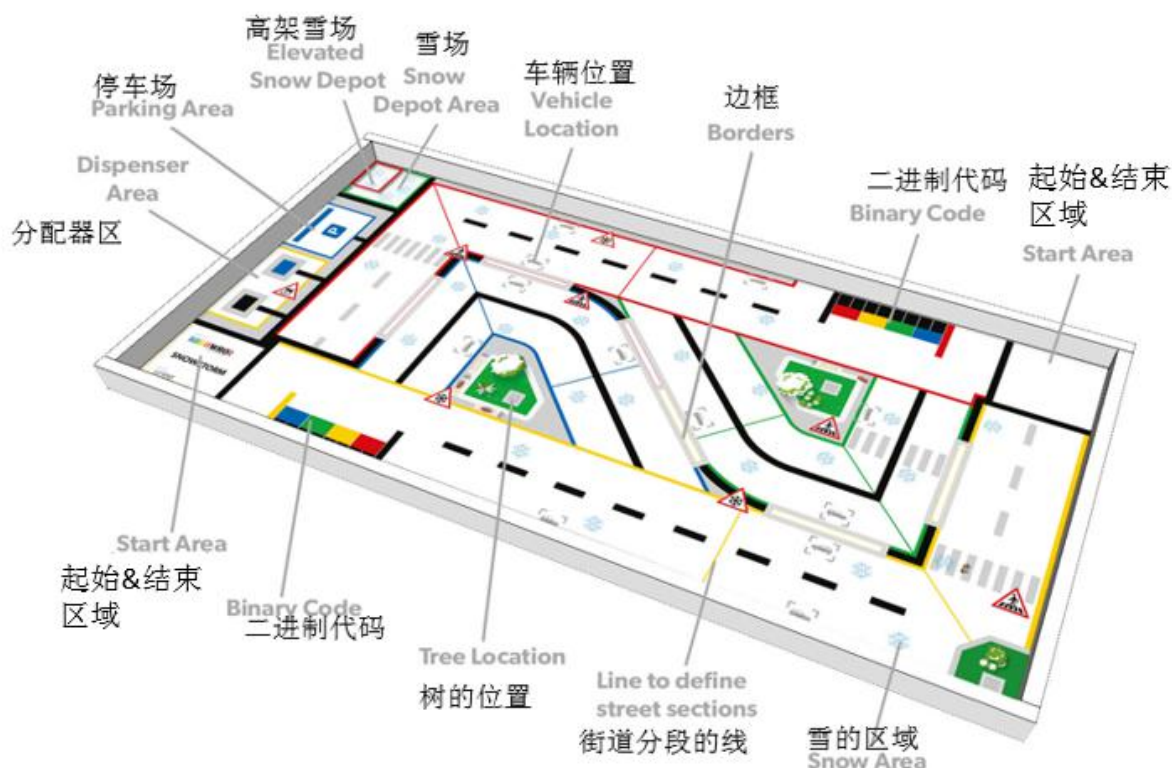 高架雪场
Elevated
Snow Depot
雪场
Snow
Depot Area
停车场
Parking Area
车辆位置
Vehicle
Location
边框
Borders
Dispenser
Area
分配器区
二进制代码
Binary Code
起始&结束
区域
Start Area
P
SNOWSTORM
Start Area
起始&结束
区域
Binary Code
二进制代码
Tree Location
树的位置
Line to define
street sections
街道分段的线
雪的区域
Snow Area